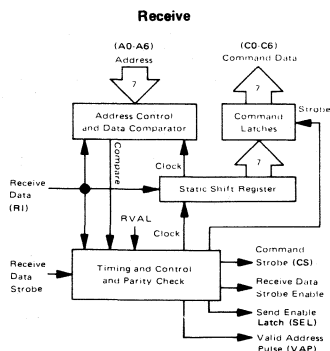 Receive
(A0-A6)
Address
7
(C0-C6)
Command Data
7
Strobe
Address Control
and Data Comparator
Command
Latches
Compare
Clock
7
Receive
Data
(RI)
Static Shift Register
RVAL
Clock
Receive
Data
Strobe
Timing and Control
and Parity Check
Command
Strobe (CS)
Receive Data
Strobe Enable
Send Enable
Latch (SEL)
Valid Address
Pulse (VAP)